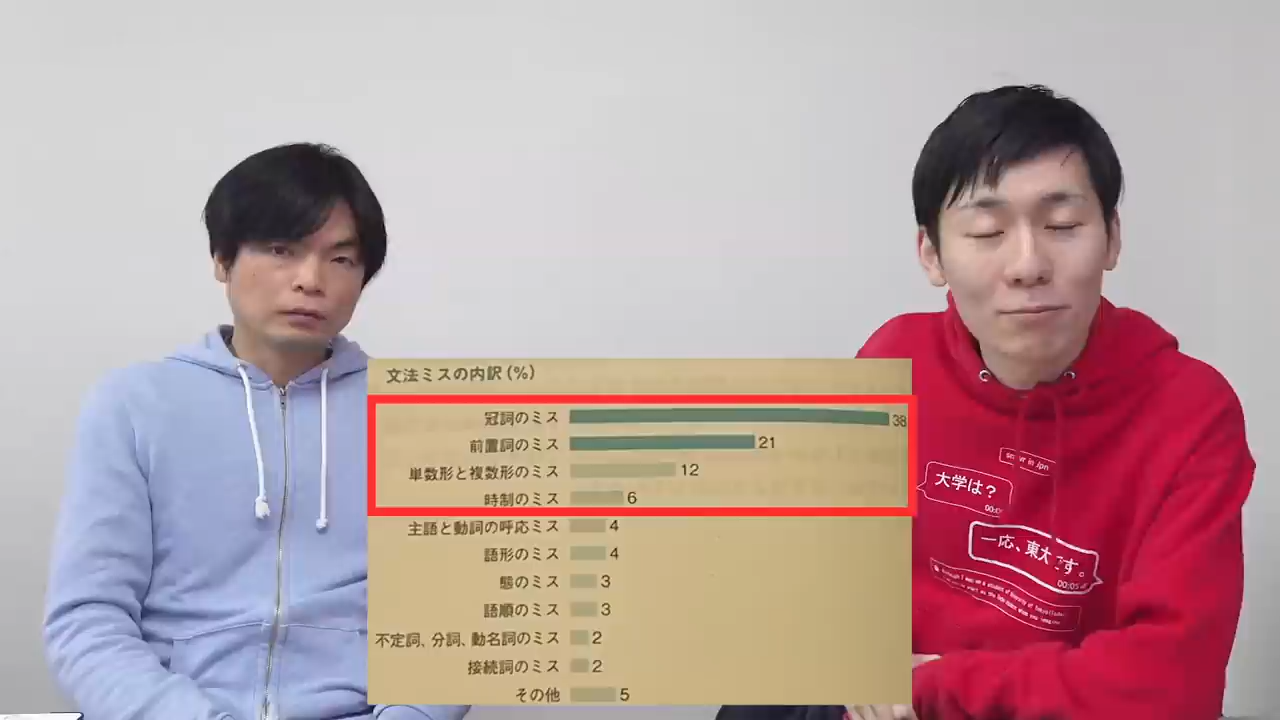 文法ミスの内訳(%)
冠詞のミス 38
前置詞のミス 21
単数形と複数形のミス 12
時制のミス 6
主語と動詞の呼応ミス 4
語形のミス 4
態のミス 3
語順のミス 3
不定詞、分詞、動名詞のミス 2
接続詞のミス 2
その他 5
大学は?
一応、東大です。